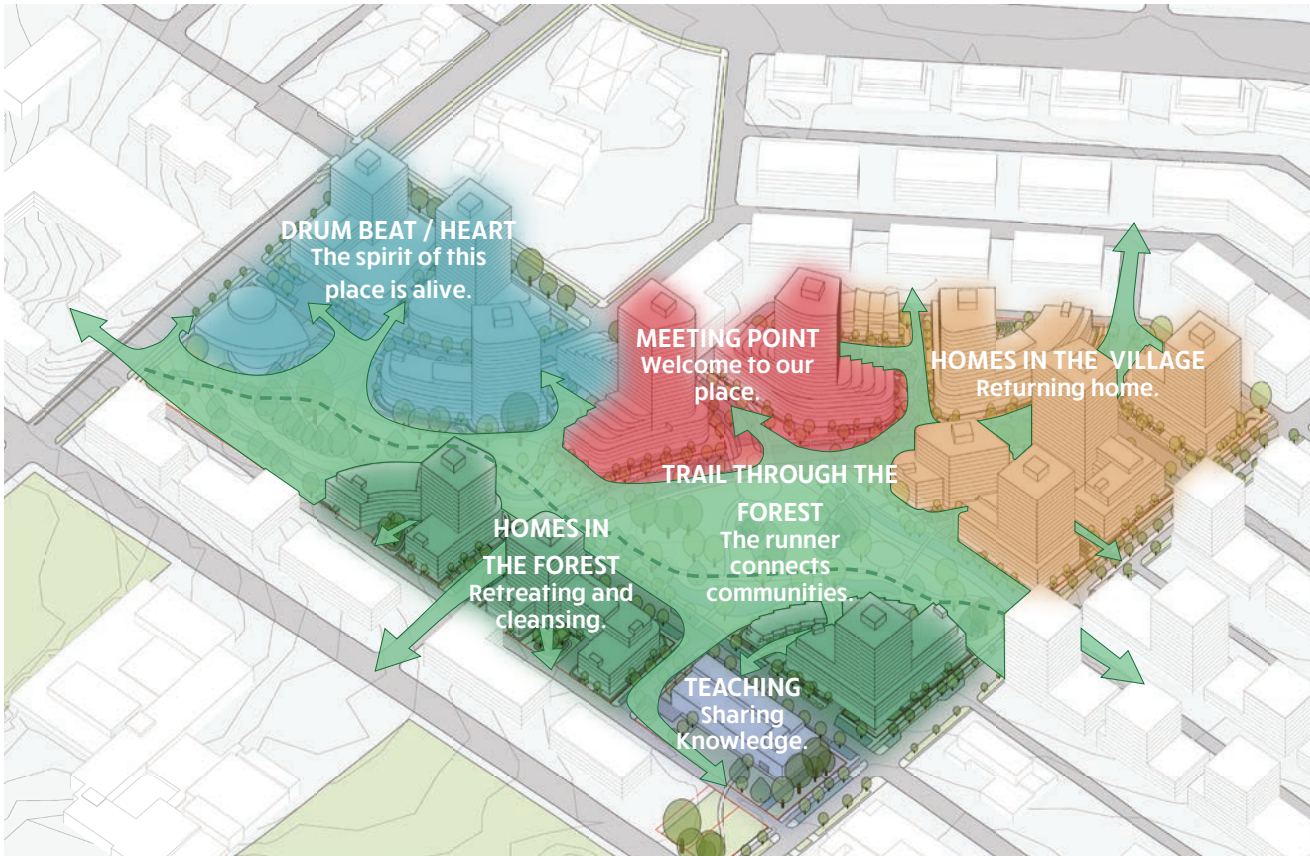 DRUM BEAT / HEART
The spirit of this
place is alive.
MEETING POINT
Welcome to our
place.
HOMES IN THE VILLAGE
Returning home.
TRAIL THROUGH THE
FOREST
The runner
connects
communities.
HOMES IN
THE FOREST
Retreating and
cleansing.
TEACHING
Sharing
Knowledge.